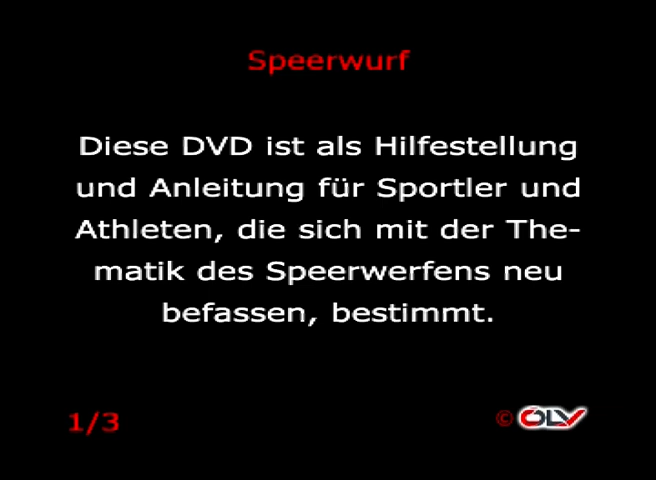 Speerwurf
Diese DVD ist als Hilfestellung
und Anleitung für Sportler und
Athleten, die sich mit der The-
matik des Speerwerfens neu
befassen, bestimmt.
1/3
© ÖLV